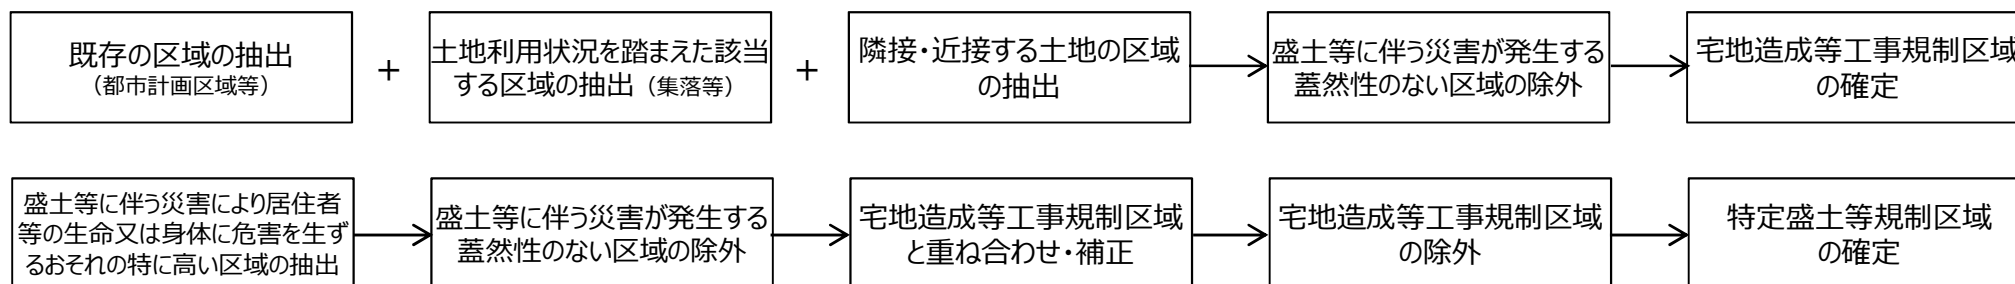 既存の区域の抽出
（都市計画区域等）
+
土地利用状況を踏まえた該当
する区域の抽出（集落等）
+
隣接・近接する土地の区域
の抽出
盛土等に伴う災害が発生する
蓋然性のない区域の除外
宅地造成等工事規制区域
の確定
盛土等に伴う災害により居住者
等の生命又は身体に危害を生ず
るおそれの特に高い区域の抽出
盛土等に伴う災害が発生する
蓋然性のない区域の除外
宅地造成等工事規制区域
と重ね合わせ・補正
宅地造成等工事規制区域
の除外
特定盛土等規制区域
の確定